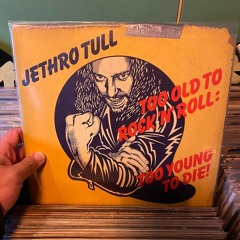 JETHRO TULL
TOO OLD TO
ROCK'N'ROLL:
TOO YOUNG
TO DIE!